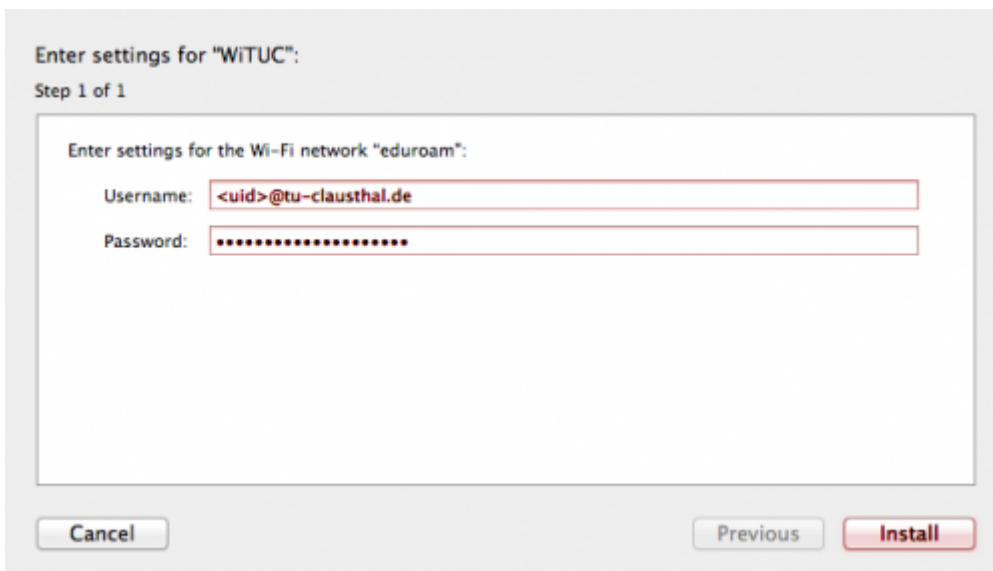 Enter settings for "WiTUC":
Step 1 of 1
Enter settings for the Wi-Fi network "eduroam":
Username: <uid>@tu-clausthal.de
Password: ••••••••••••••••••••
Cancel Previous Install